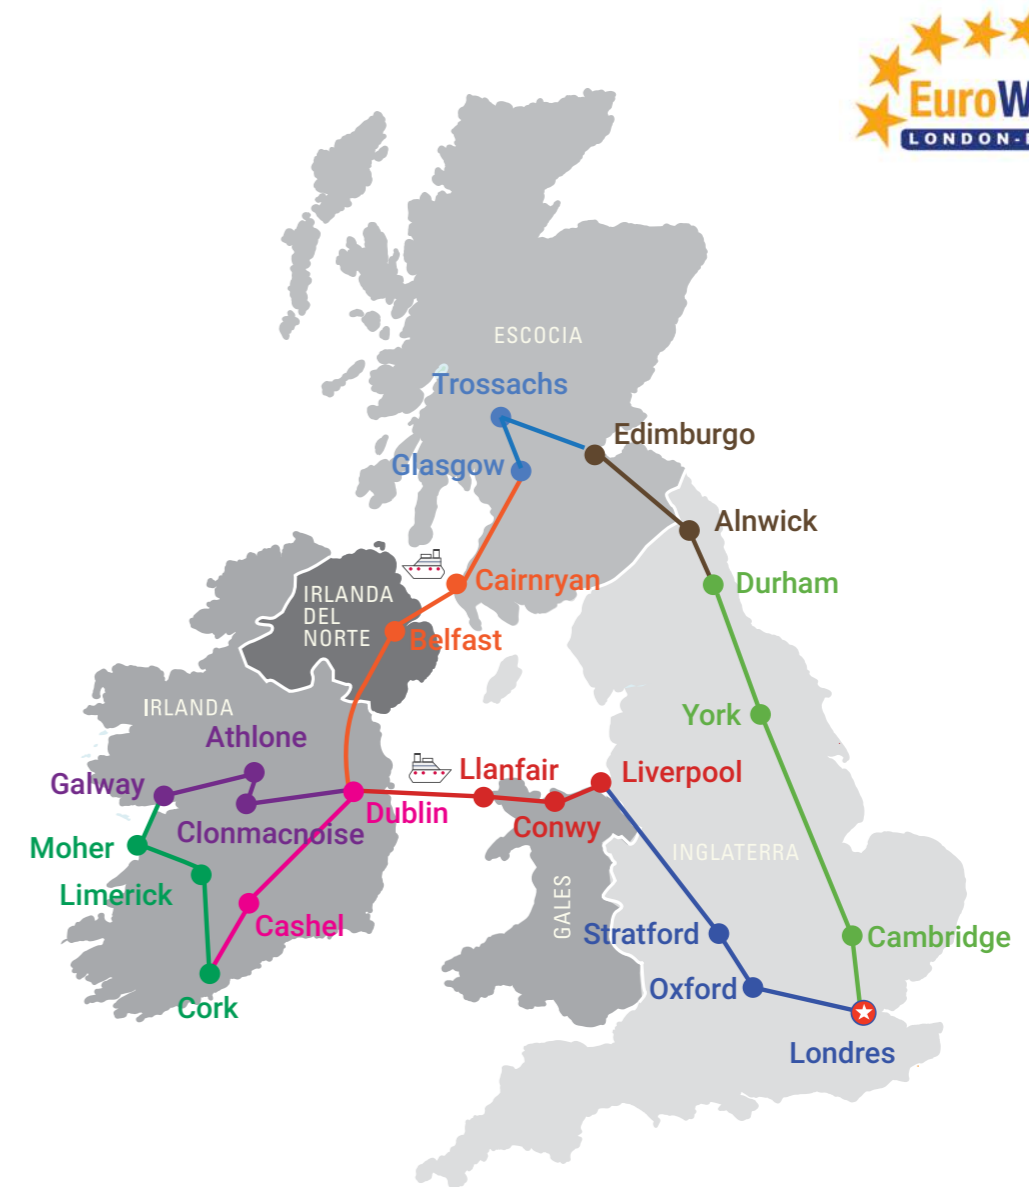 EuroW
LONDON-
ESCOCIA
Trossachs
Edimburgo
Glasgow
Alnwick
Cairnryan
Durham
IRLANDA
DEL
NORTE
Belfast
IRLANDA
York
Athlone
Galway
Llanfair
Liverpool
Dublin
Conwy
Clonmacnoise
Moher
INGLATERRA
Limerick
GALES
Cashel
Stratford
Cambridge
Oxford
Cork
Londres